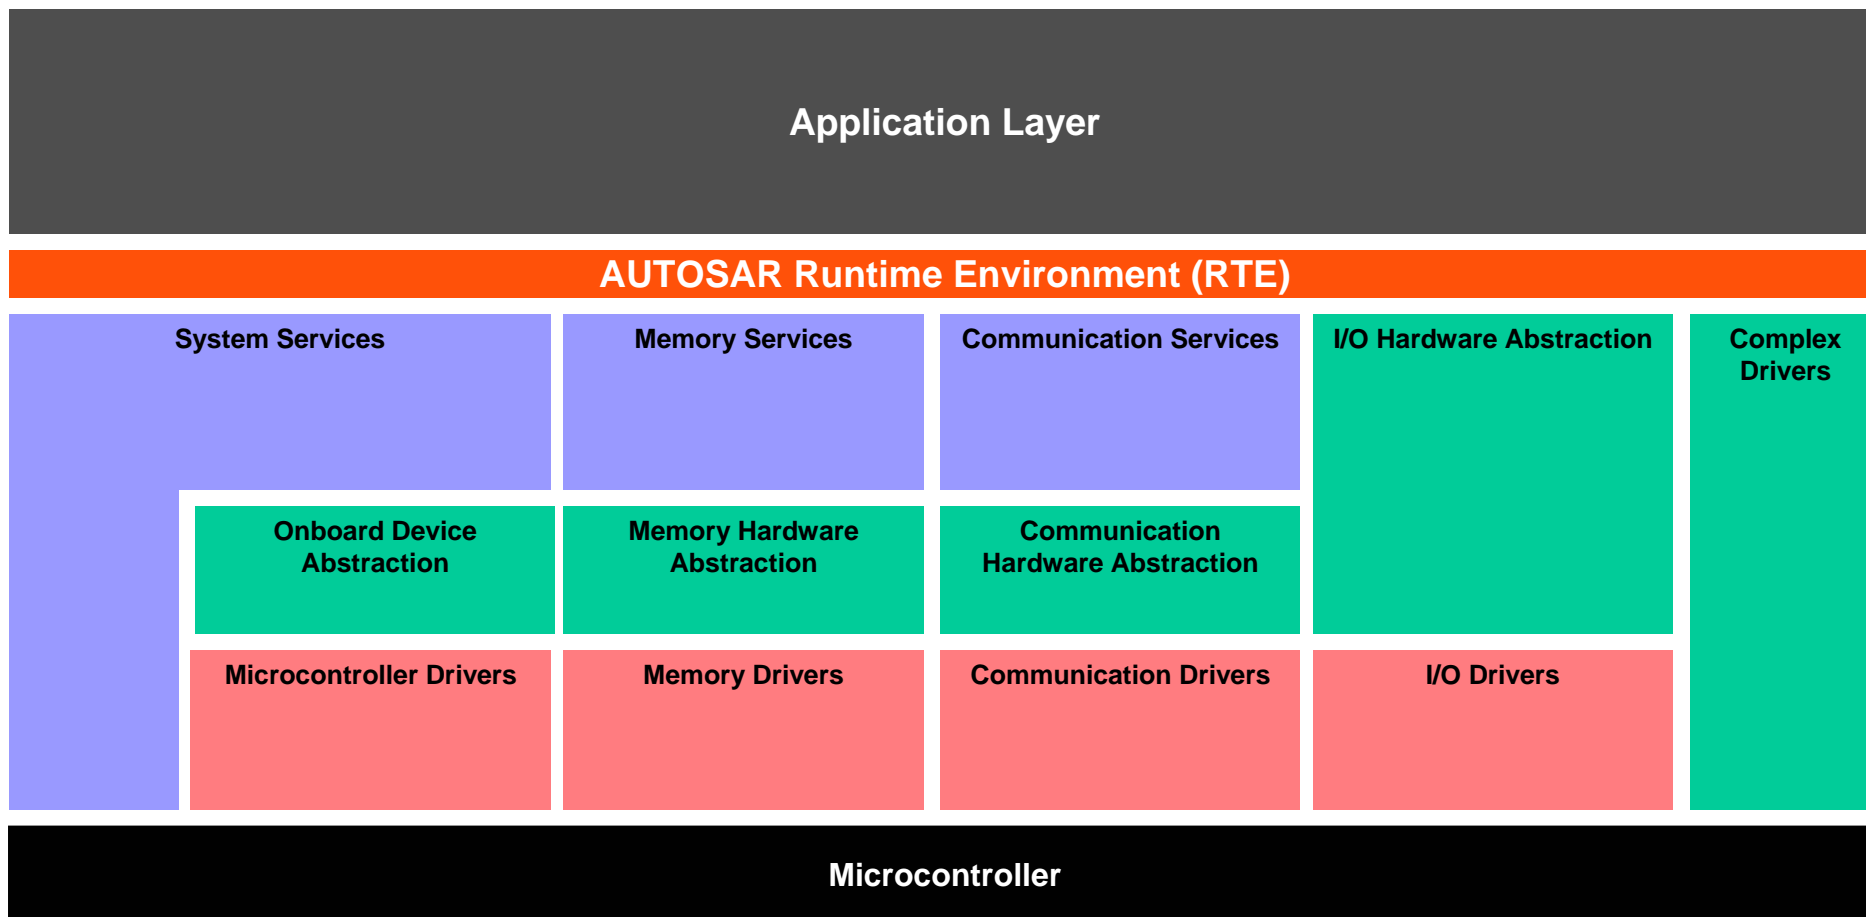 Application Layer
AUTOSAR Runtime Environment (RTE)
System Services
Memory Services
Communication Services
I/O Hardware Abstraction
Complex
Drivers
Onboard Device
Abstraction
Memory Hardware
Abstraction
Communication
Hardware Abstraction
Microcontroller Drivers
Memory Drivers
Communication Drivers
I/O Drivers
Microcontroller